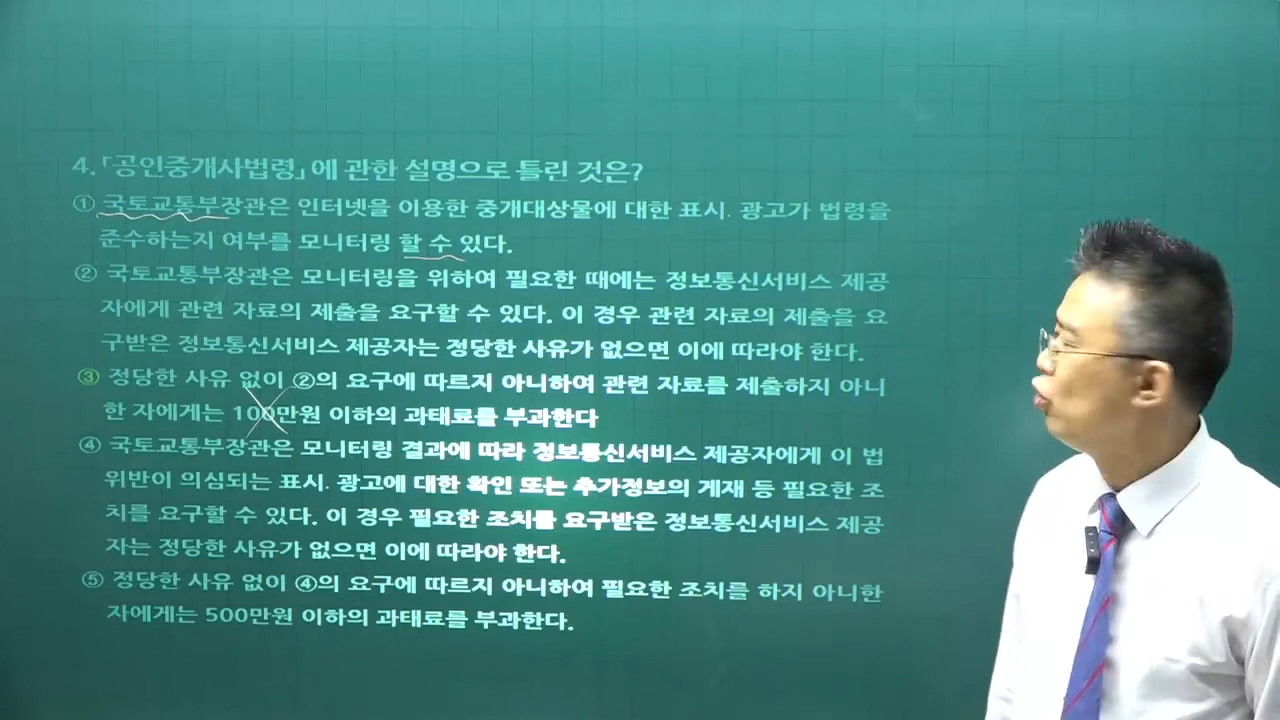 4. 「공인중개사법령」에 관한 설명으로 틀린 것은?
① 국토교통부장관은 인터넷을 이용한 중개대상물에 대한 표시. 광고가 법령을
준수하는지 여부를 모니터링 할 수 있다.
② 국토교통부장관은 모니터링을 위하여 필요한 때에는 정보통신서비스 제공
자에게 관련 자료의 제출을 요구할 수 있다. 이 경우 관련 자료의 제출을 요
구받은 정보통신서비스 제공자는 정당한 사유가 없으면 이에 따라야 한다.
③ 정당한 사유 없이 ②의 요구에 따르지 아니하여 관련 자료를 제출하지 아니
한 자에게는 100만원 이하의 과태료를 부과한다
④ 국토교통부장관은 모니터링 결과에 따라 정보통신서비스 제공자에게 이 법
위반이 의심되는 표시. 광고에 대한 확인 또는 추가정보의 게재 등 필요한 조
치를 요구할 수 있다. 이 경우 필요한 조치를 요구받은 정보통신서비스 제공
자는 정당한 사유가 없으면 이에 따라야 한다.
⑤ 정당한 사유 없이 ④의 요구에 따르지 아니하여 필요한 조치를 하지 아니한
자에게는 500만원 이하의 과태료를 부과한다.